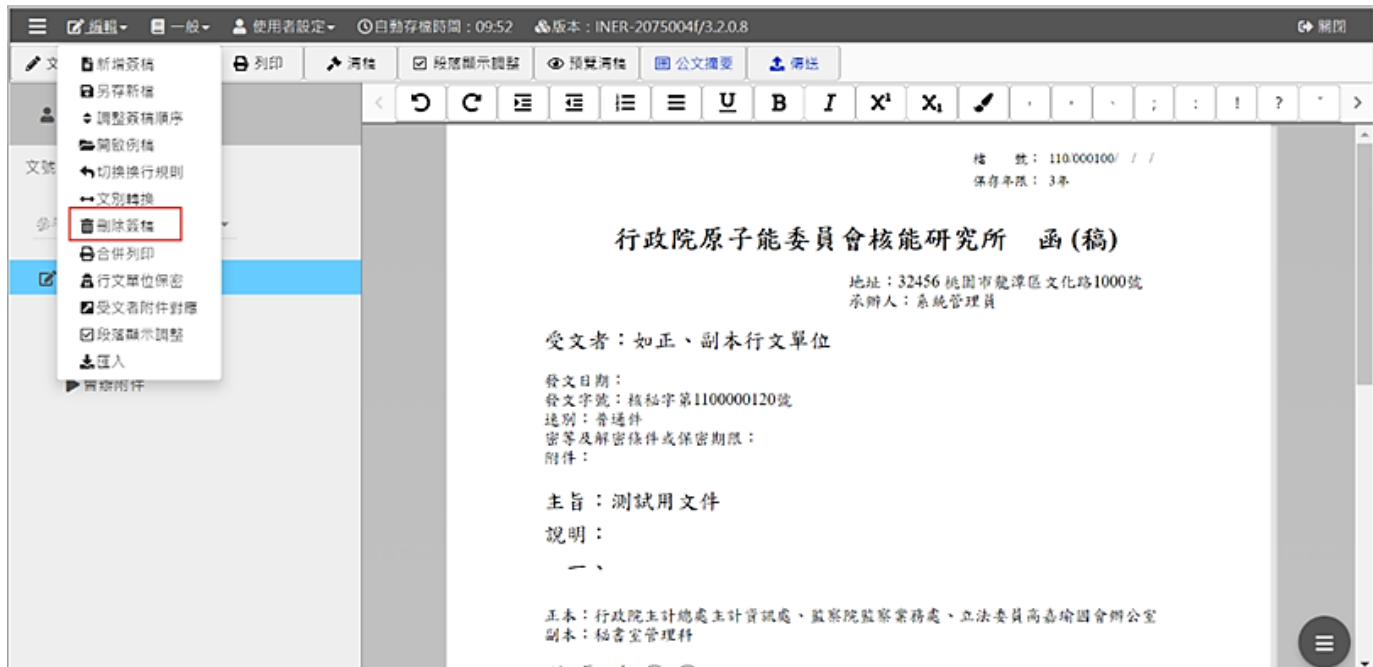 編輯 一般 使用者設定 自動存檔時間：09:52 版本：INER-2075004f/3.2.0.8 關閉
文 列印 清稿 段落顯示調整 預覽清稿 公文摘要 傳送
新增簽稿
另存新檔
調整簽稿順序
開啟例稿
切換換行規則
文別轉換
刪除簽稿
合併列印
行文單位保密
受文者附件對應
段落顯示調整
匯入
文號
會辦附件
U B I X² X₁ ; : ! ?
檔 號：110/000100/ / /
保存年限：3年
行政院原子能委員會核能研究所 函(稿)
地址：32456 桃園市龍潭區文化路1000號
承辦人：系統管理員
受文者：如正、副本行文單位
發文日期：
發文字號：核秘字第1100000120號
速別：普通件
密等及解密條件或保密期限：
附件：
主旨：測試用文件
說明：
一、
正本：行政院主計總處主計資訊處、監察院監察業務處、立法委員高嘉瑜國會辦公室
副本：秘書室管理科